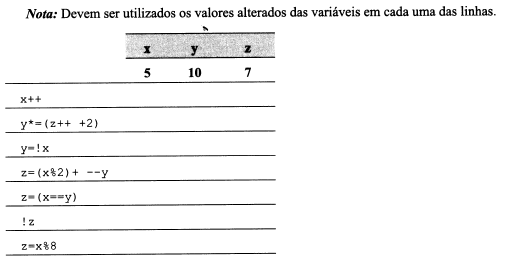 Nota: Devem ser utilizados os valores alterados das variáveis em cada uma das linhas.
x y z
5 10 7
x++
y*=(z++ +2)
y=!x
z=(x%2)+ --y
z=(x==y)
!z
z=x%8